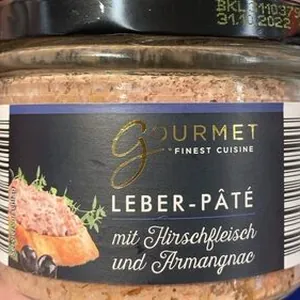 31.10.2022
gOURMET
FINEST CUISINE
LEBER-PÂTÉ
mit Hirschfleisch
und Armangnac